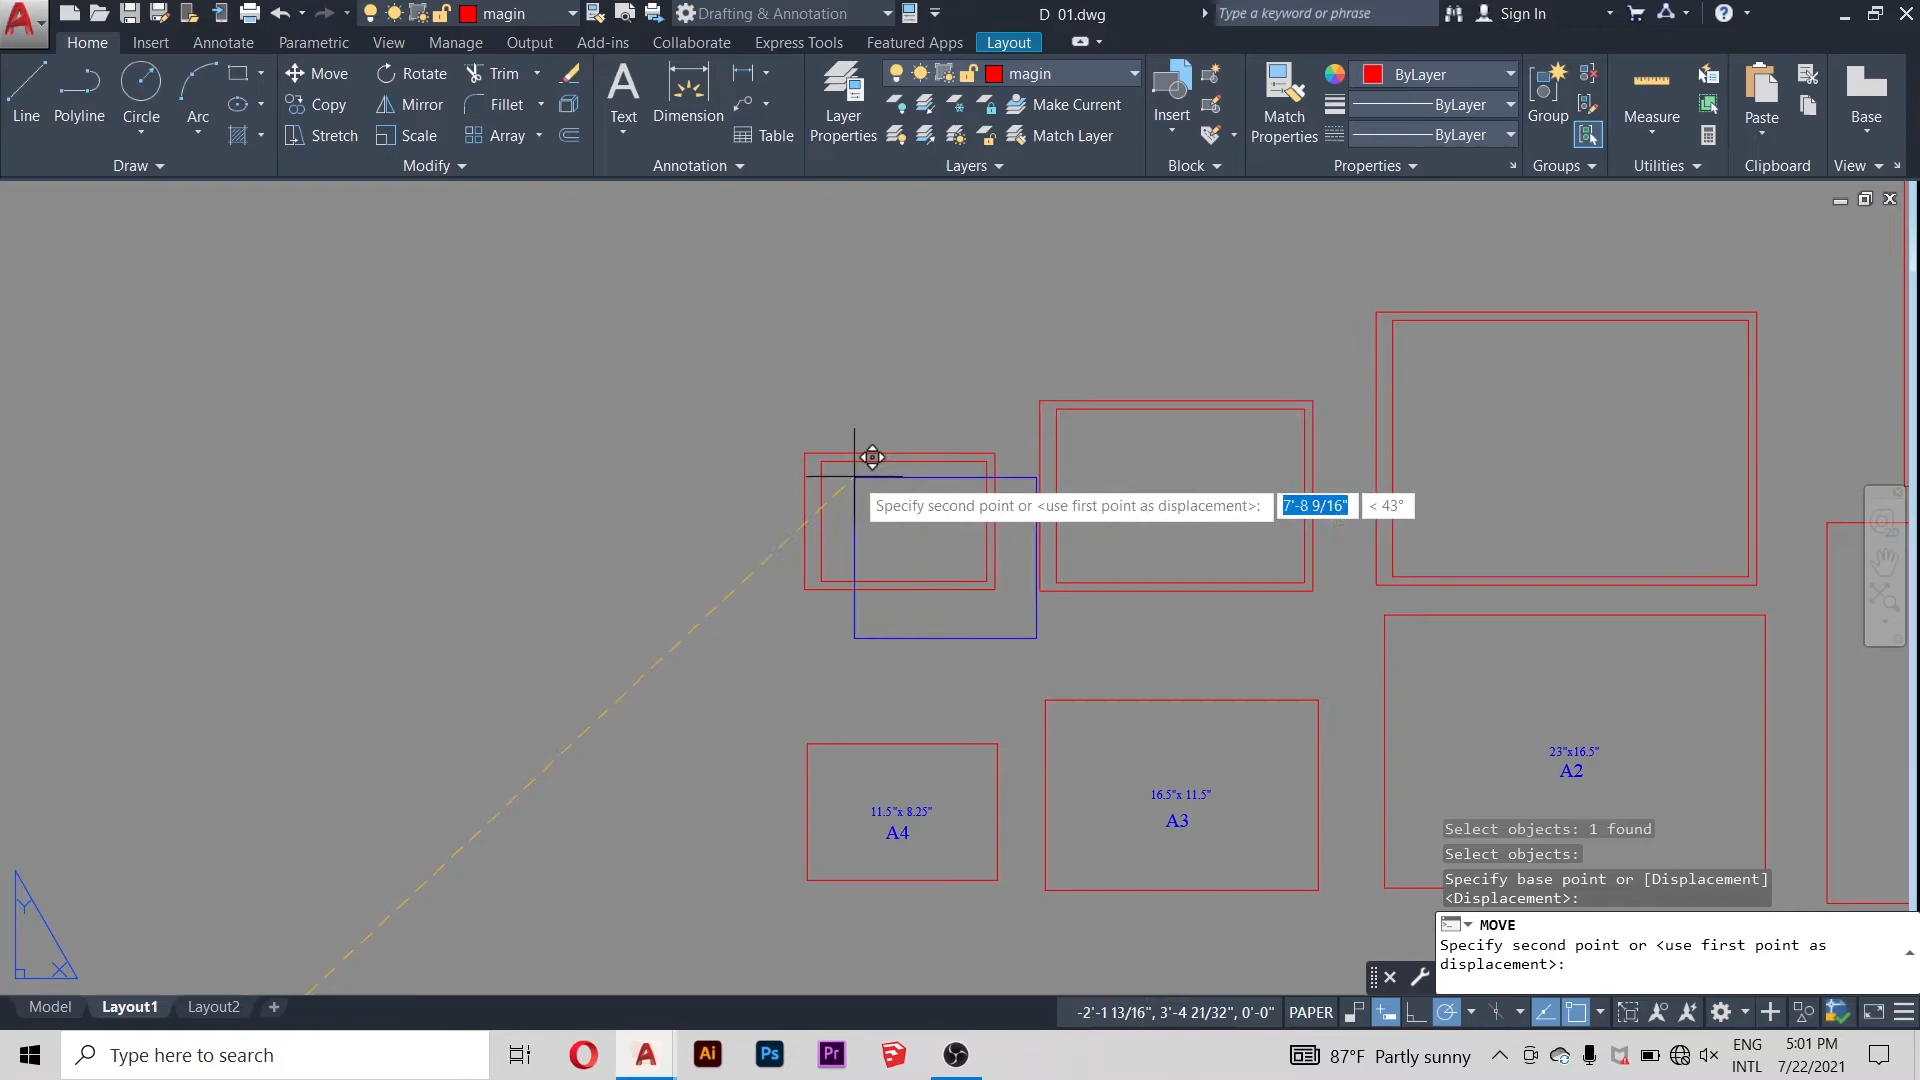 magin
Drafting & Annotation
D 01.dwg
Type a keyword or phrase
Sign In
Home Insert Annotate Parametric View Manage Output Add-ins Collaborate Express Tools Featured Apps Layout
Line
Polyline
Circle
Arc
Draw
Move Rotate Trim
Copy Mirror Fillet
Stretch Scale Array
Modify
Text
Dimension
Table
Annotation
Layer
Properties
magin
Make Current
Match Layer
Layers
Insert
Block
Match
Properties
ByLayer
ByLayer
ByLayer
Properties
Group
Groups
Measure
Utilities
Paste
Clipboard
Base
View
Specify second point or <use first point as displacement>: 7'-8 9/16" < 43°
11.5"x 8.25"
A4
16.5"x 11.5"
A3
23"x16.5"
A2
Y
X
Select objects: 1 found
Select objects:
Specify base point or [Displacement]
<Displacement>:
MOVE
Specify second point or <use first point as
displacement>:
Model Layout1 Layout2
-2'-1 13/16", 3'-4 21/32", 0'-0" PAPER
Type here to search
Ai
Ps
Pr
87°F Partly sunny
ENG
INTL
5:01 PM
7/22/2021